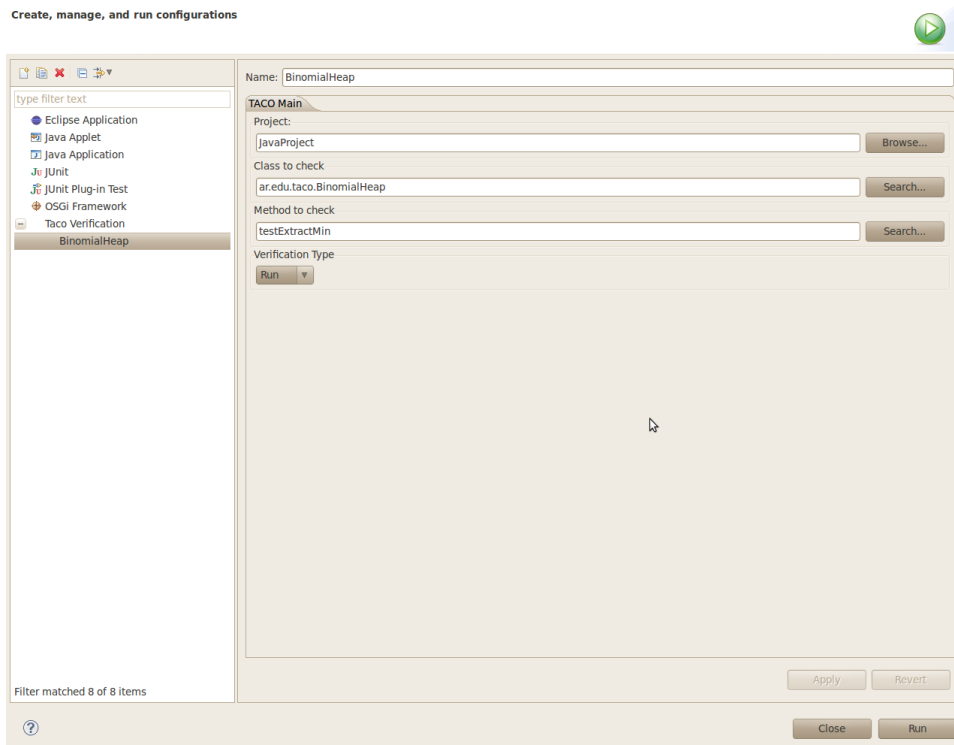 Create, manage, and run configurations
type filter text
Eclipse Application
Java Applet
Java Application
JUnit
JUnit Plug-in Test
OSGi Framework
Taco Verification
BinomialHeap
Filter matched 8 of 8 items
Name: BinomialHeap
TACO Main
Project:
JavaProject Browse...
Class to check
ar.edu.taco.BinomialHeap Search...
Method to check
testExtractMin Search...
Verification Type
Run
Apply Revert
Close Run